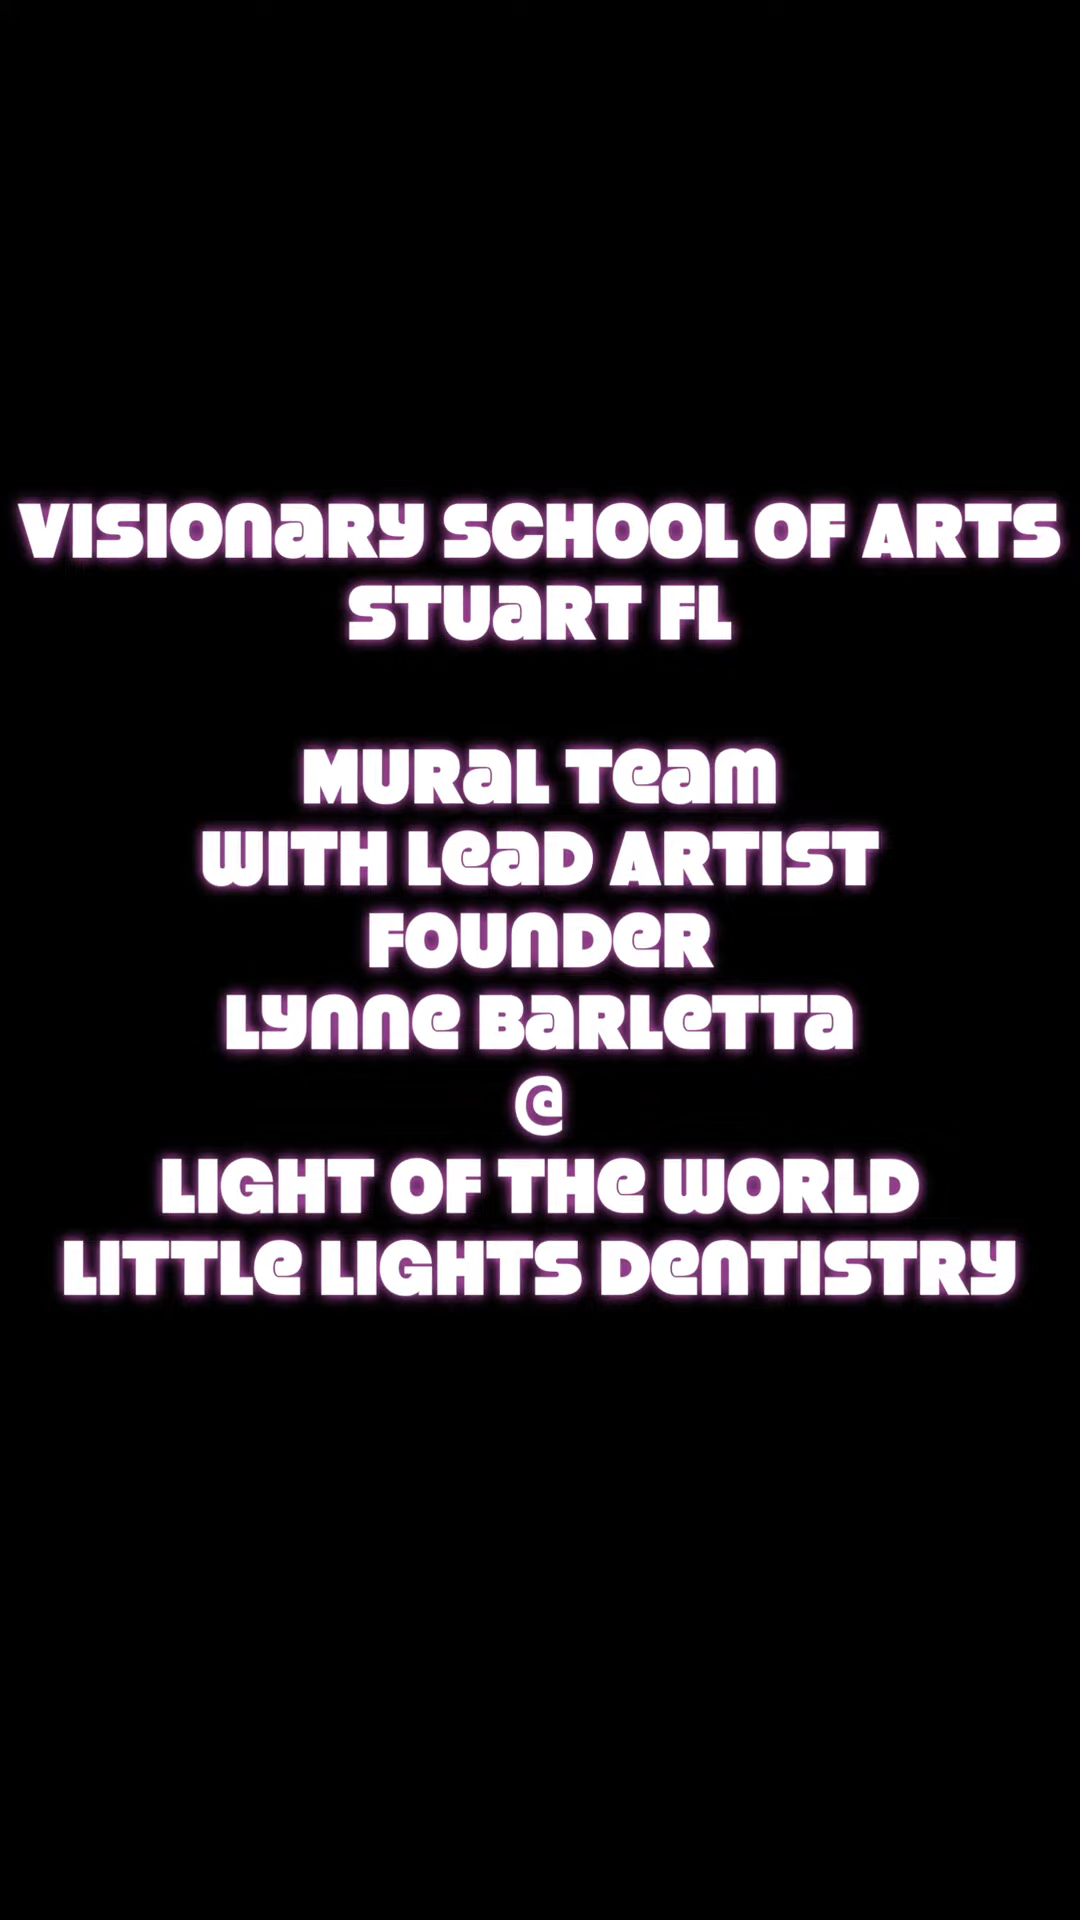 VISIONARY SCHOOL OF ARTS
STUART FL
MURAL TEAM
WITH LEAD ARTIST
FOUNDER
LYNNE BARLETTA
@
LIGHT OF THE WORLD
LITTLE LIGHTS DENTISTRY